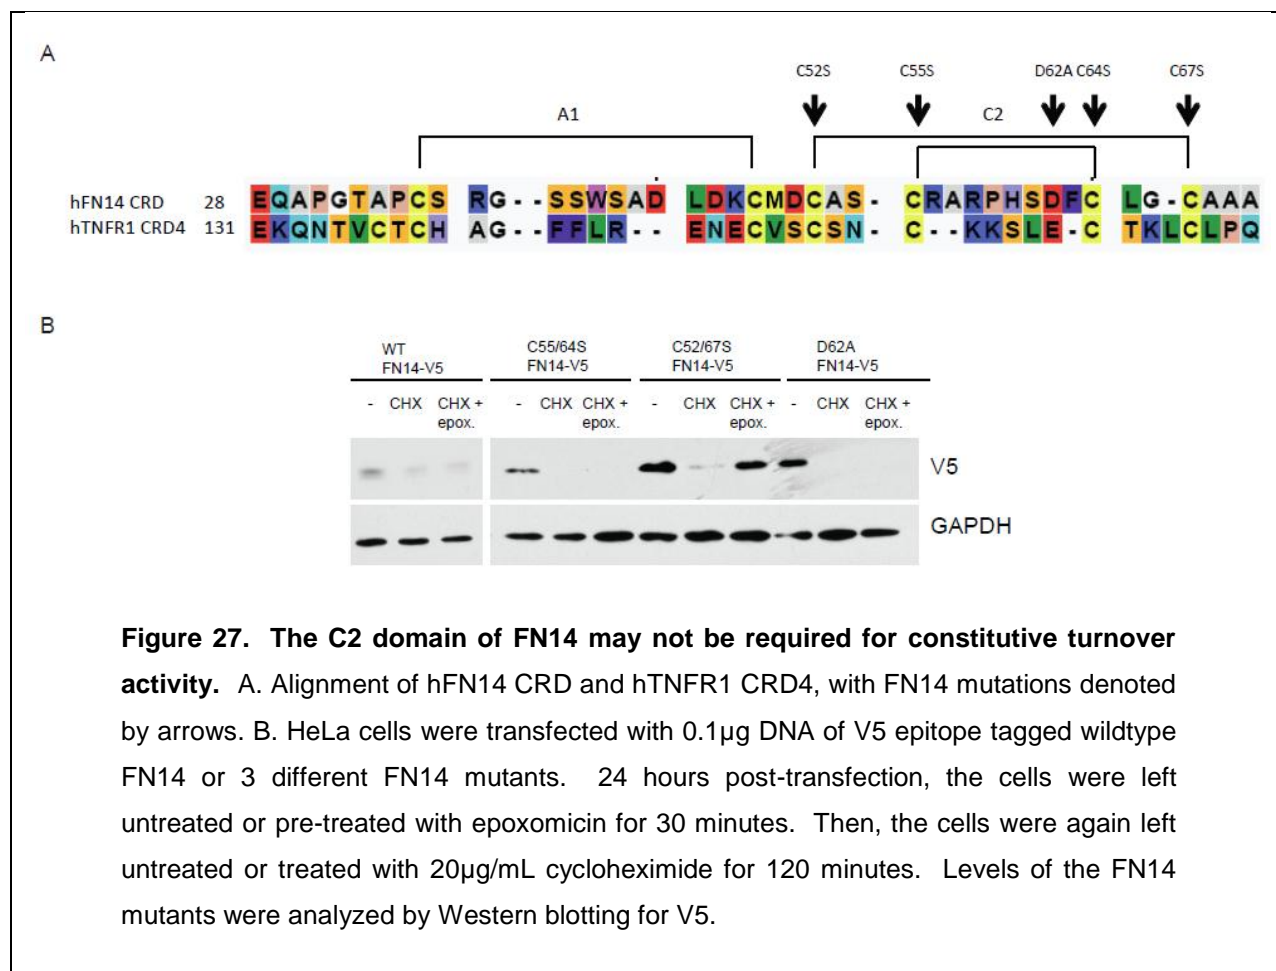 A
C52S C55S D62A C64S C67S
A1 C2
hFN14 CRD 28 EQAPGTAPCS RG--SSWSAD LDKCMDCAS- CRARPHSDFC LG-CAAA
hTNFR1 CRD4 131 EKQNTVCTCH AG--FFLR-- ENECVSCSN- C--KKSLE-C TKLCLPQ
B
WT C55/64S C52/67S D62A
FN14-V5 FN14-V5 FN14-V5 FN14-V5
- CHX CHX + - CHX CHX + - CHX CHX + - CHX CHX +
epox. epox. epox. epox.
V5
GAPDH
Figure 27. The C2 domain of FN14 may not be required for constitutive turnover
activity. A. Alignment of hFN14 CRD and hTNFR1 CRD4, with FN14 mutations denoted
by arrows. B. HeLa cells were transfected with 0.1µg DNA of V5 epitope tagged wildtype
FN14 or 3 different FN14 mutants. 24 hours post-transfection, the cells were left
untreated or pre-treated with epoxomicin for 30 minutes. Then, the cells were again left
untreated or treated with 20µg/mL cycloheximide for 120 minutes. Levels of the FN14
mutants were analyzed by Western blotting for V5.